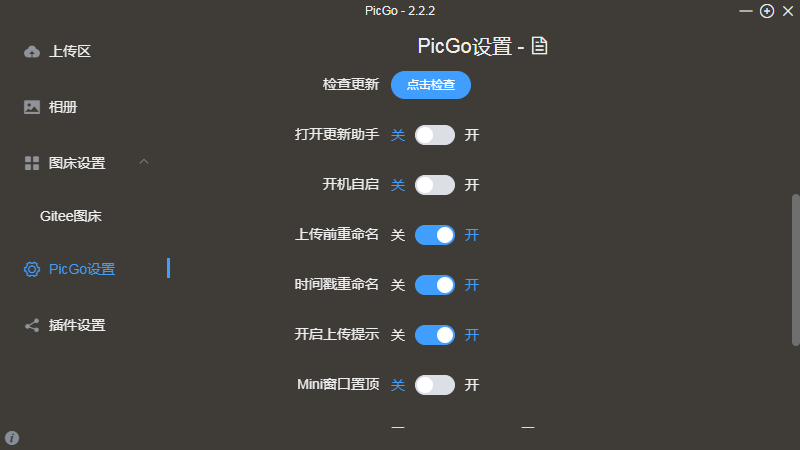 PicGo - 2.2.2
上传区
相册
图床设置
Gitee图床
PicGo设置
插件设置
PicGo设置 -
检查更新 点击检查
打开更新助手 关 开
开机自启 关 开
上传前重命名 关 开
时间戳重命名 关 开
开启上传提示 关 开
Mini窗口置顶 关 开